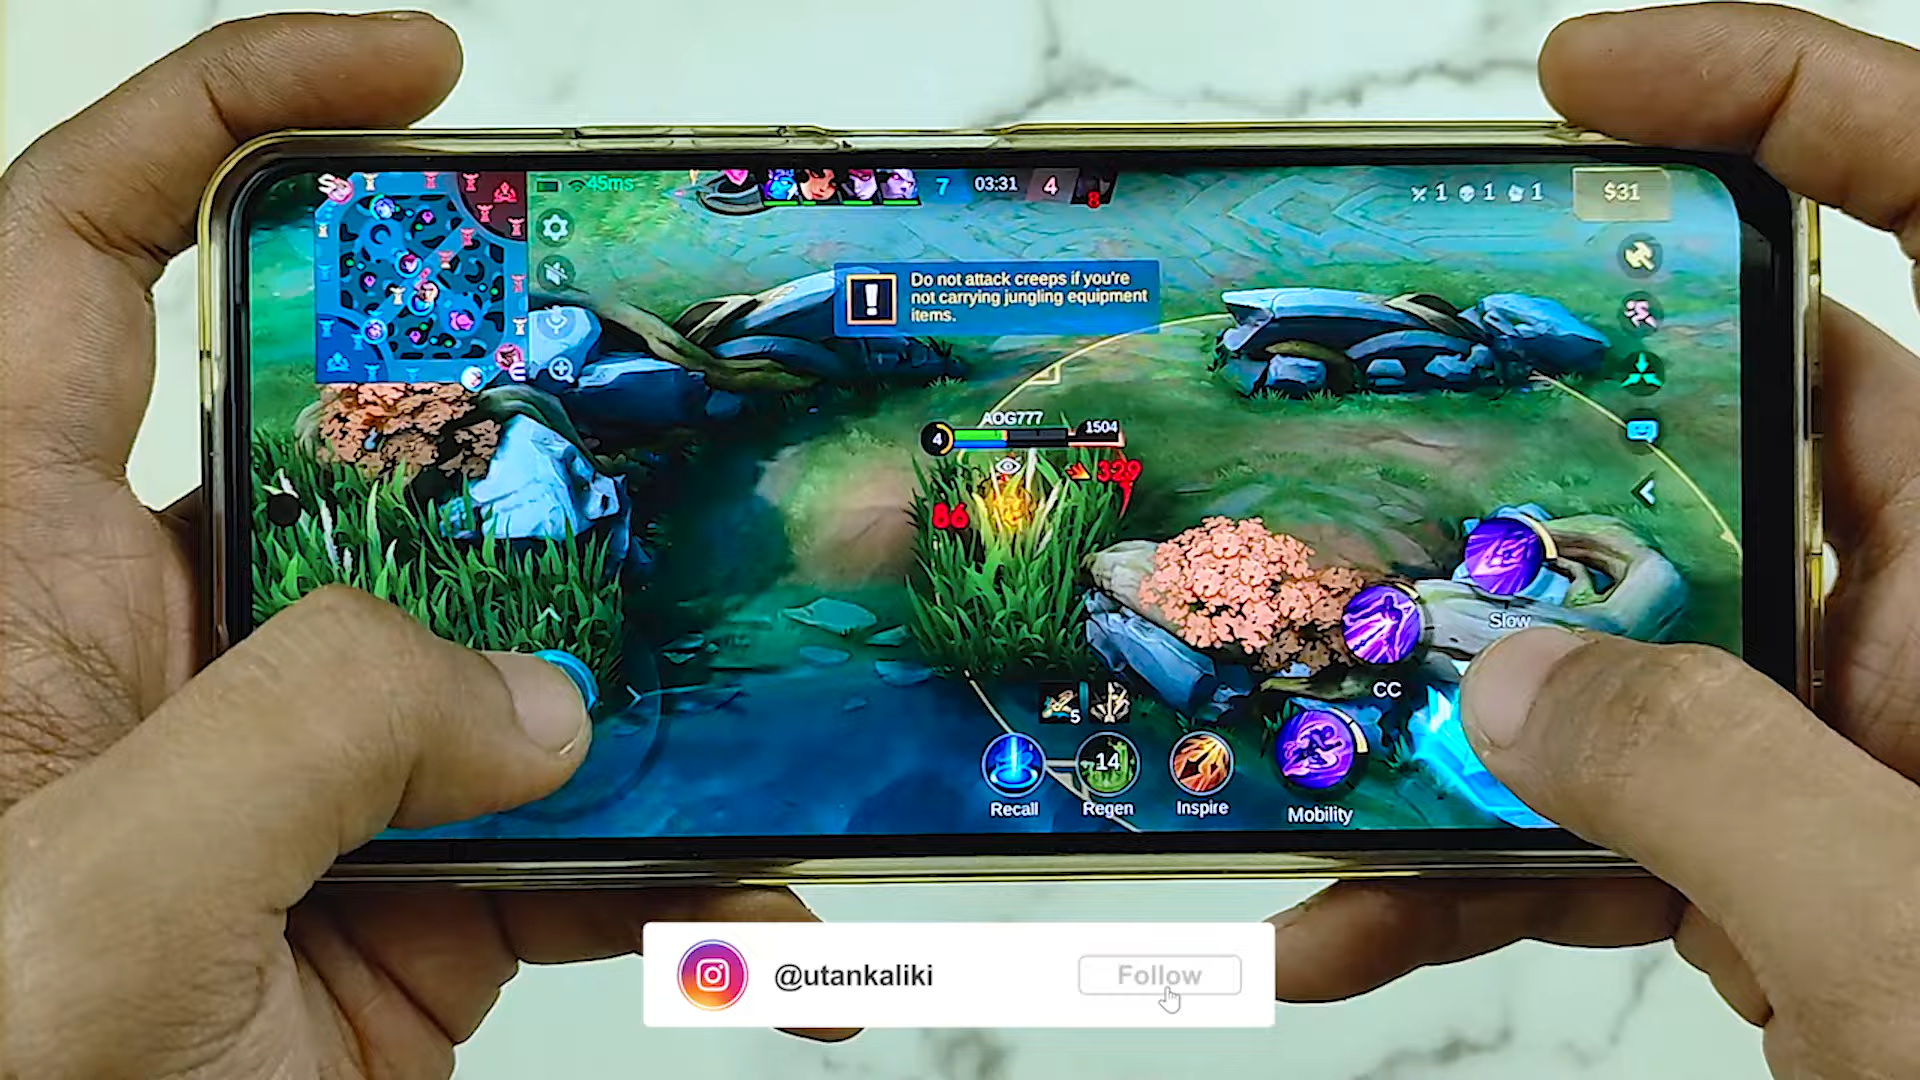 45ms
7 03:31 4
8
1 1 1
$31
Do not attack creeps if you're
not carrying jungling equipment
items.
AOG777
4
1504
329
86
Slow
CC
5
14
Recall
Regen
Inspire
Mobility
@utankaliki
Follow